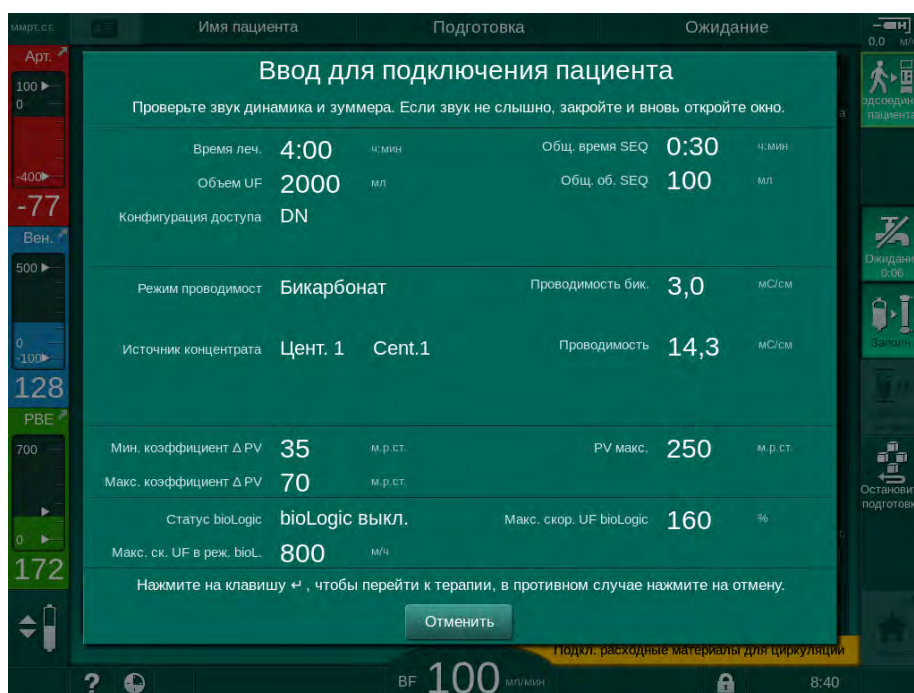 ммрт.ст.
Имя пациента Подготовка Ожидание
0,0
Арт.
100
0
-400
-77
Вен.
500
0
-100
128
PBE
700
0
172
Ввод для подключения пациента
Проверьте звук динамика и зуммера. Если звук не слышно, закройте и вновь откройте окно.
Время леч. 4:00 ч:мин Общ. время SEQ 0:30 ч:мин
Объем UF 2000 мл Общ. об. SEQ 100 мл
Конфигурация доступа DN
Режим проводимост Бикарбонат Проводимость бик. 3,0 мС/см
Источник концентрата Цент. 1 Cent.1 Проводимость 14,3 мС/см
Мин. коэффициент Δ PV 35 м.р.ст. PV макс. 250 м.р.ст.
Макс. коэффициент Δ PV 70 м.р.ст.
Статус bioLogic bioLogic выкл. Макс. скор. UF bioLogic 160 %
Макс. ск. UF в реж. bioL. 800 м/ч
Нажмите на клавишу ↵ , чтобы перейти к терапии, в противном случае нажмите на отмену.
Отменить
пациента
Ожидани
0:06
Заполн
Останови
подготовк
Подкл. расходные материалы для циркуляции
? BF 100 мл/мин 8:40